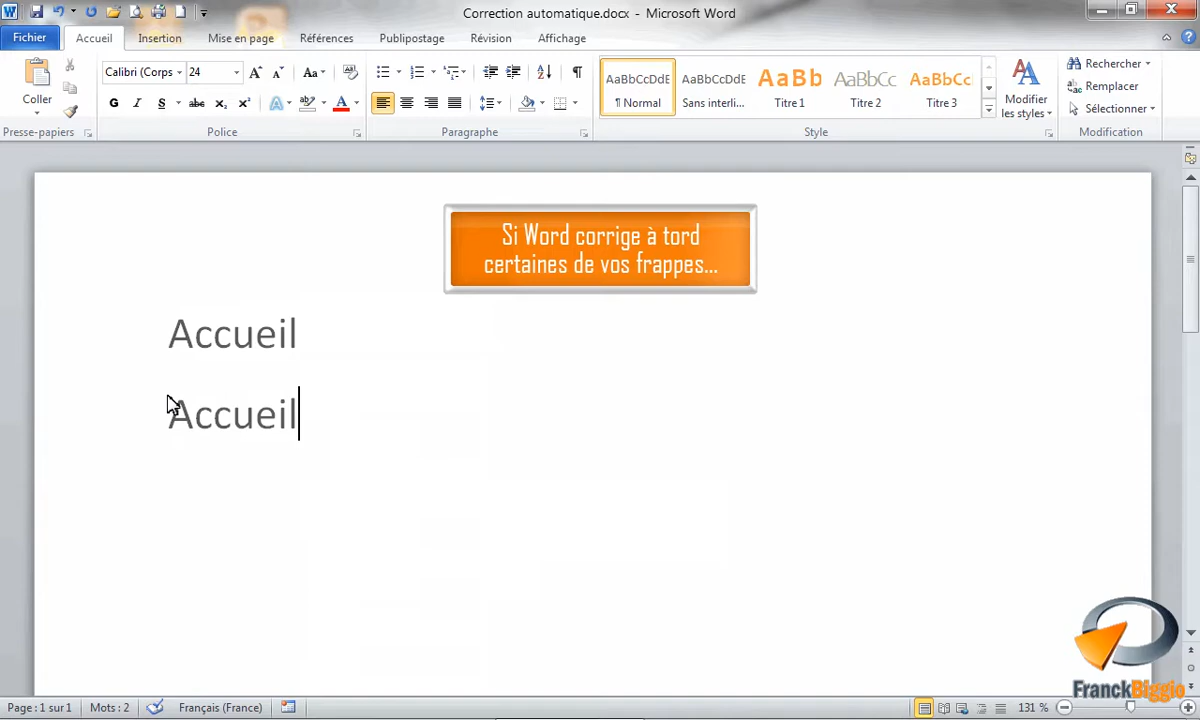 Correction automatique.docx - Microsoft Word
Fichier Accueil Insertion Mise en page Références Publipostage Révision Affichage
Coller
Presse-papiers
Calibri (Corps 24
Aa
G I S abc x₂ x² A ab A
Police
Paragraphe
AaBbCcDdE AaBbCcDdE AaBb AaBbCc AaBbCc
¶ Normal Sans interli... Titre 1 Titre 2 Titre 3
Modifier
les styles
Style
Rechercher
Remplacer
Sélectionner
Modification
Si Word corrige à tord
certaines de vos frappes...
Accueil
Accueil
FranckBiggio
Page : 1 sur 1 Mots : 2 Français (France) 131 %